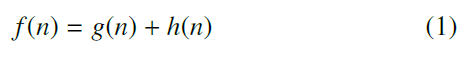 f(n) = g(n) + h(n) (1)